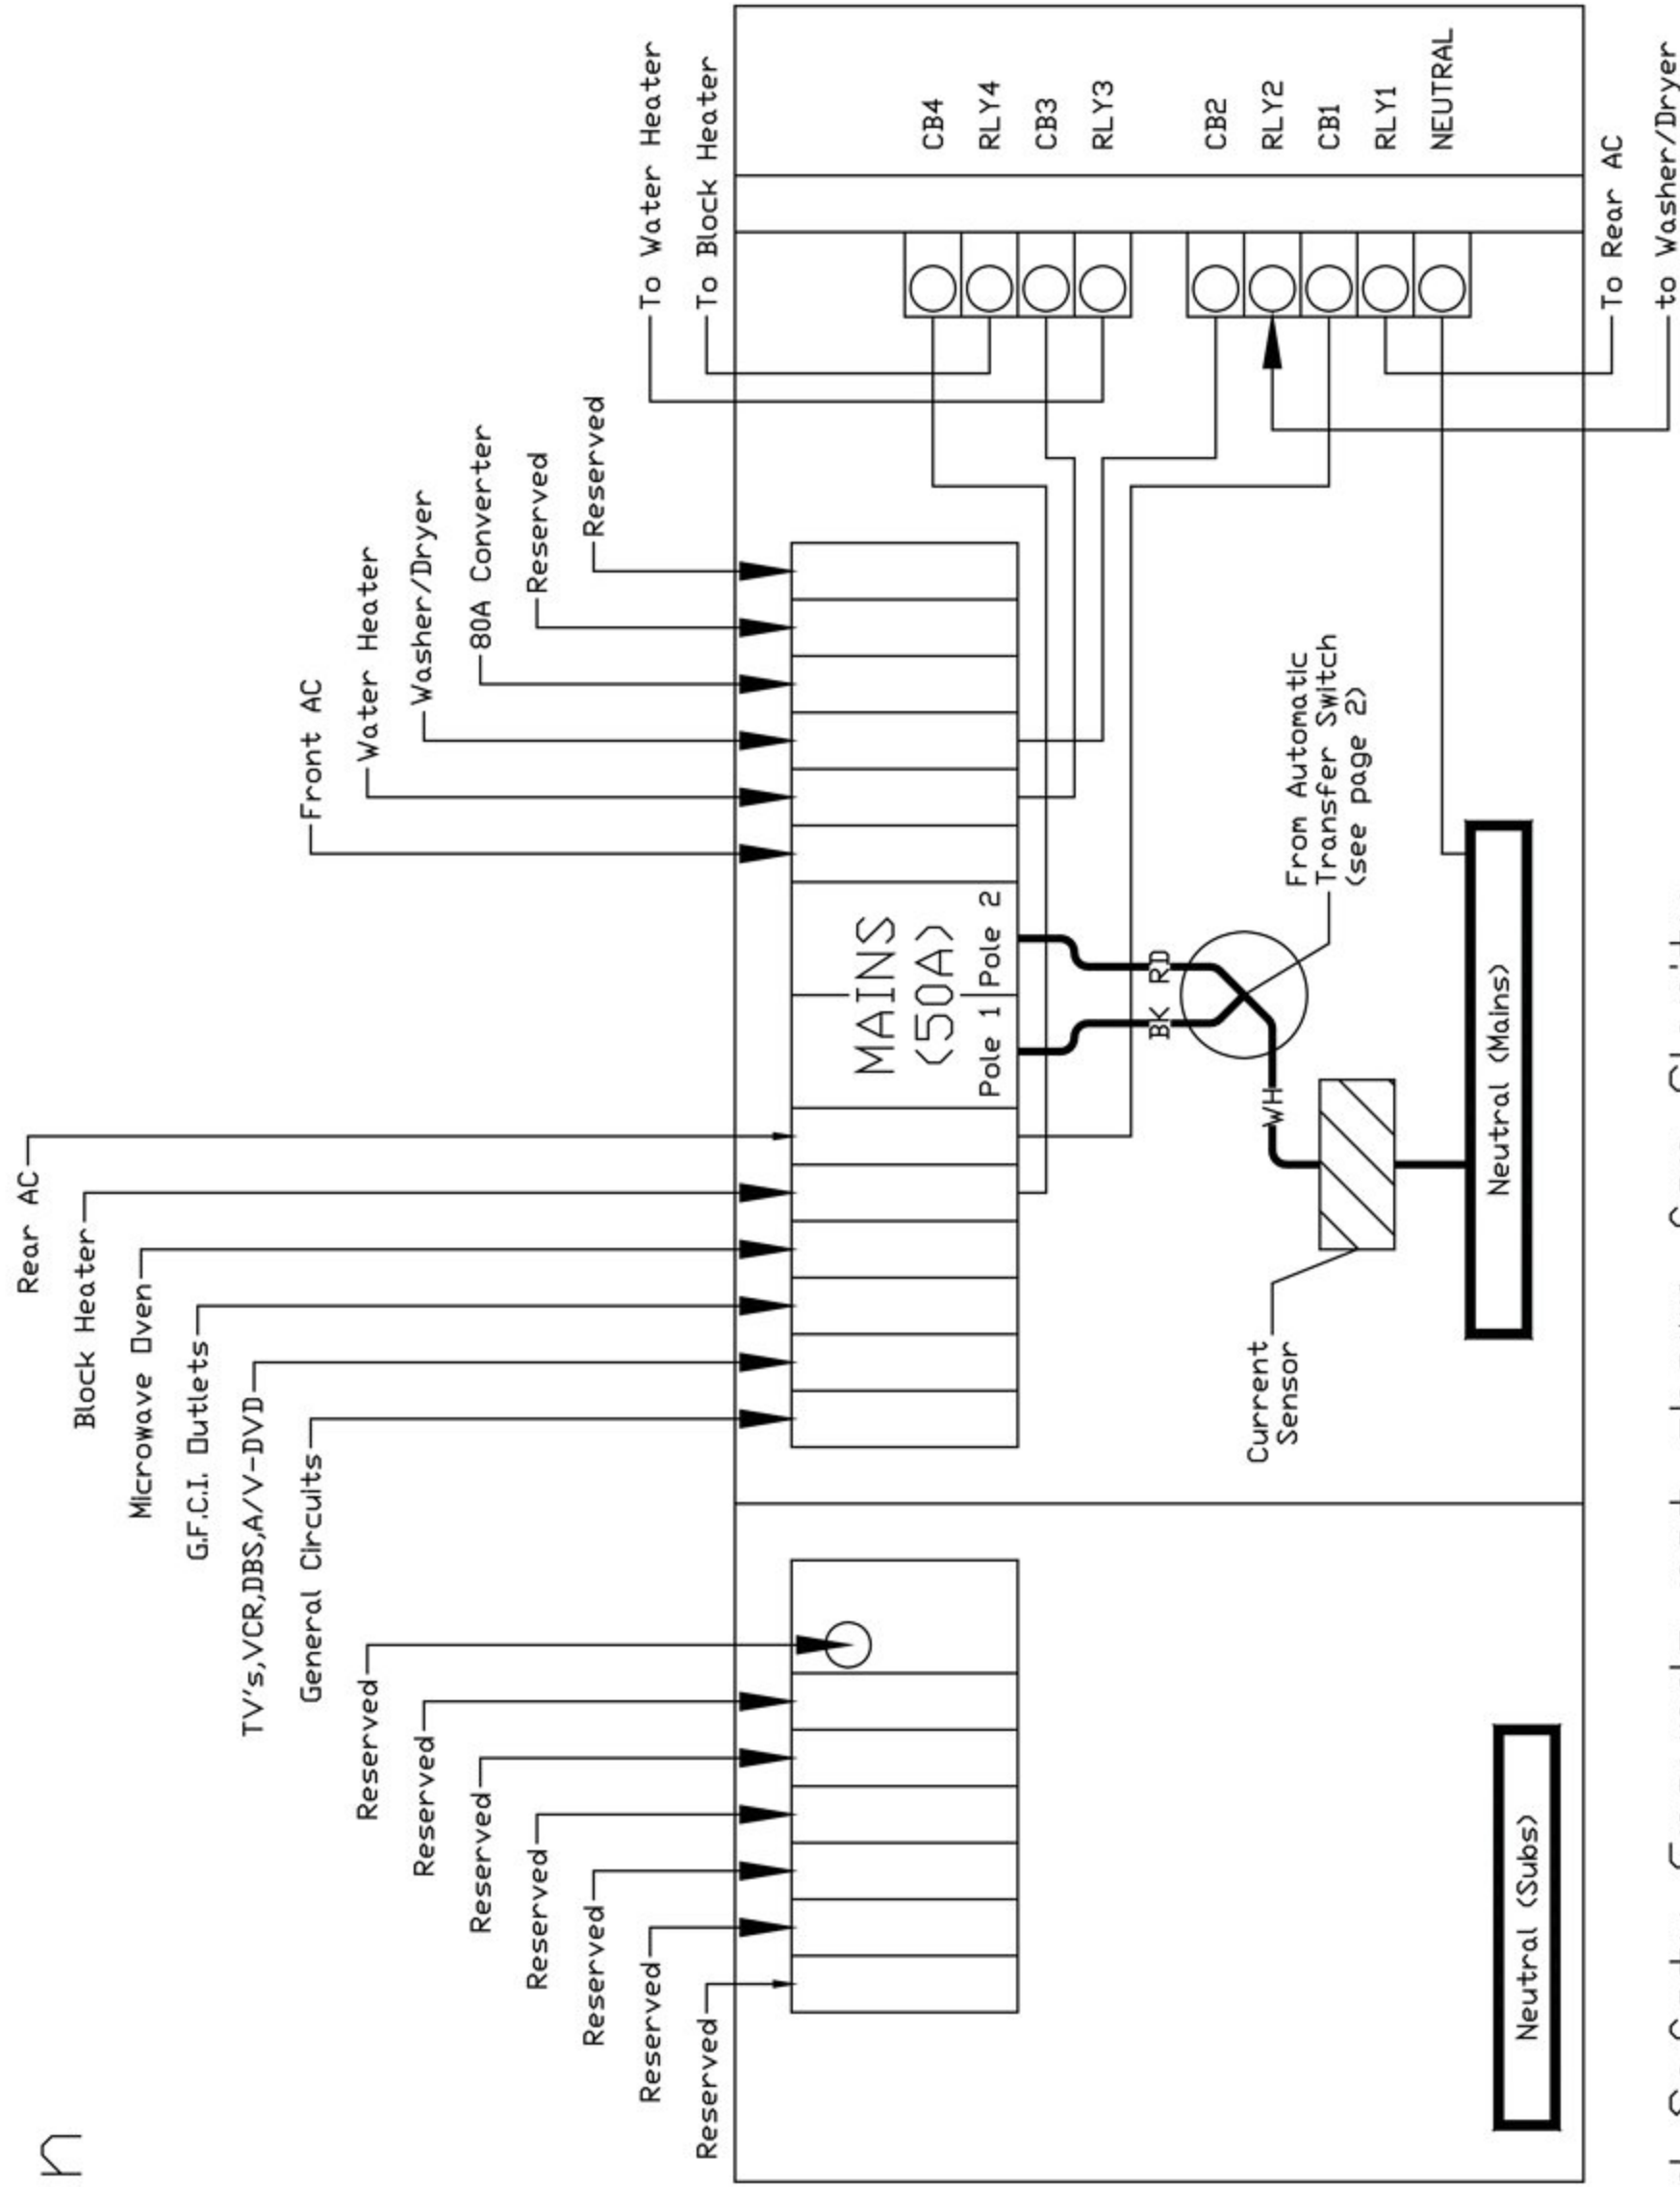 n
Rear AC
Block Heater
Microwave Oven
G.F.C.I. Outlets
TV's,VCR,DBS,A/V-DVD
General Circuits
Reserved
Reserved
Reserved
Reserved
Reserved
Reserved
Reserved
Front AC
Water Heater
Washer/Dryer
80A Converter
Reserved
Reserved
To Water Heater
To Block Heater
MAINS
(50A)
Pole 1
Pole 2
BK
RD
WH
From Automatic
Transfer Switch
(see page 2)
Current
Sensor
Neutral (Mains)
Neutral (Subs)
CB4
RLY4
CB3
RLY3
CB2
RLY2
CB1
RLY1
NEUTRAL
To Rear AC
to Washer/Dryer